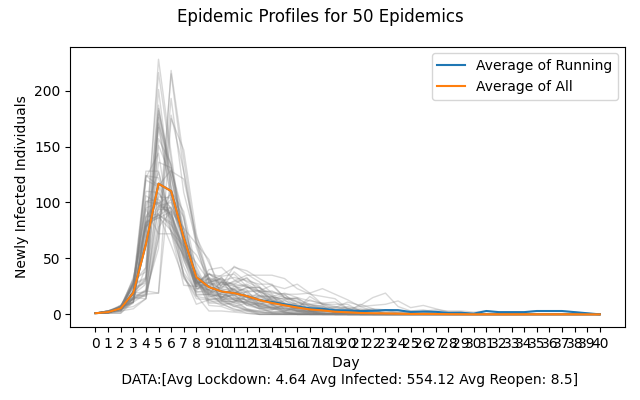 Epidemic Profiles for 50 Epidemics
Average of Running
Average of All
Newly Infected Individuals
200
150
100
50
0
0 1 2 3 4 5 6 7 8 9 10 11 12 13 14 15 16 17 18 19 20 21 22 23 24 25 26 27 28 29 30 31 32 33 34 35 36 37 38 39 40
Day
DATA:[Avg Lockdown: 4.64 Avg Infected: 554.12 Avg Reopen: 8.5]